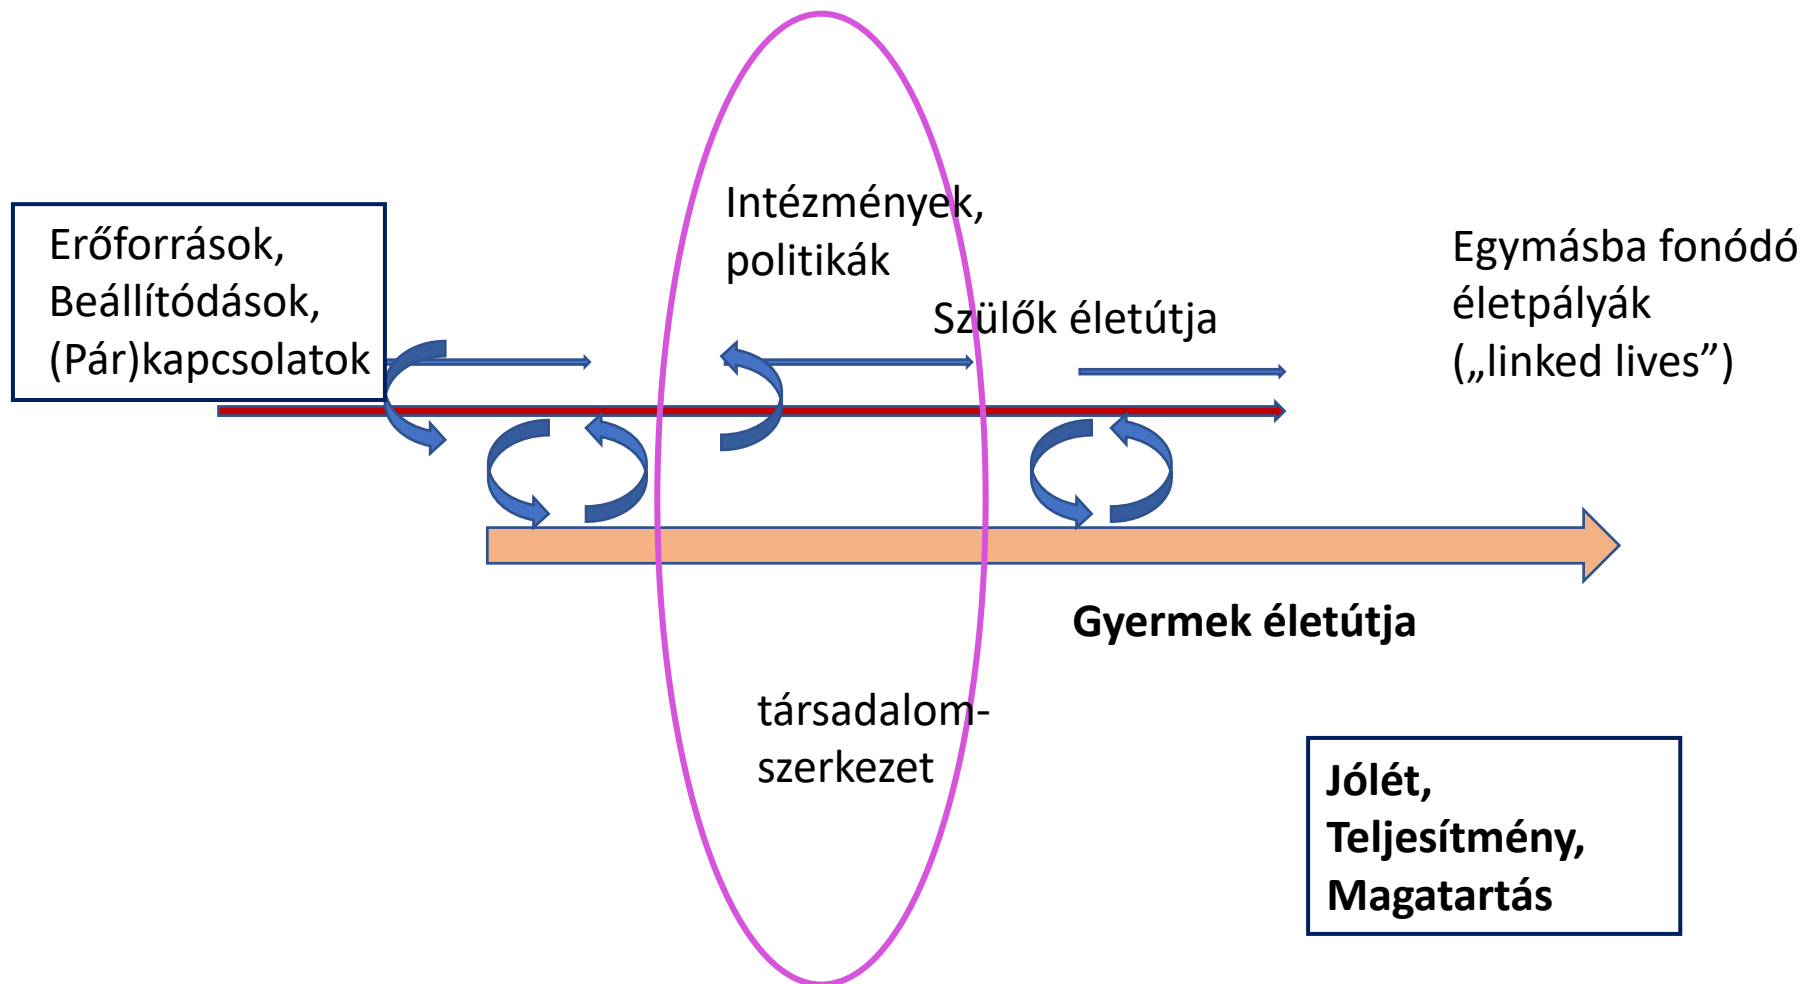 Erőforrások,
Beállítódások,
(Pár)kapcsolatok
Intézmények,
politikák
Szülők életútja
Egymásba fonódó
életpályák
(„linked lives”)
Gyermek életútja
társadalom-
szerkezet
Jólét,
Teljesítmény,
Magatartás